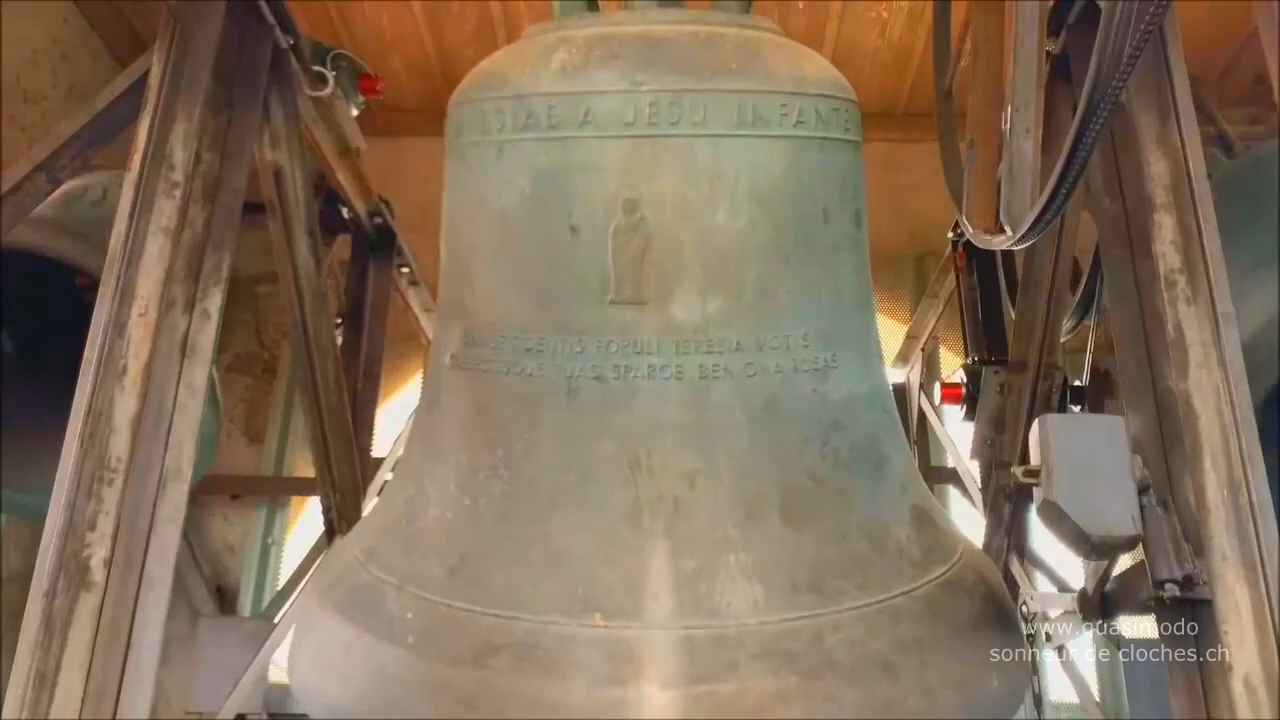 A JESU INFANTE
POPULI TERESIA VOTIS
TUAS SPARGE BENIGNA ROSAS
www.quasimodo
sonneur de cloches.ch